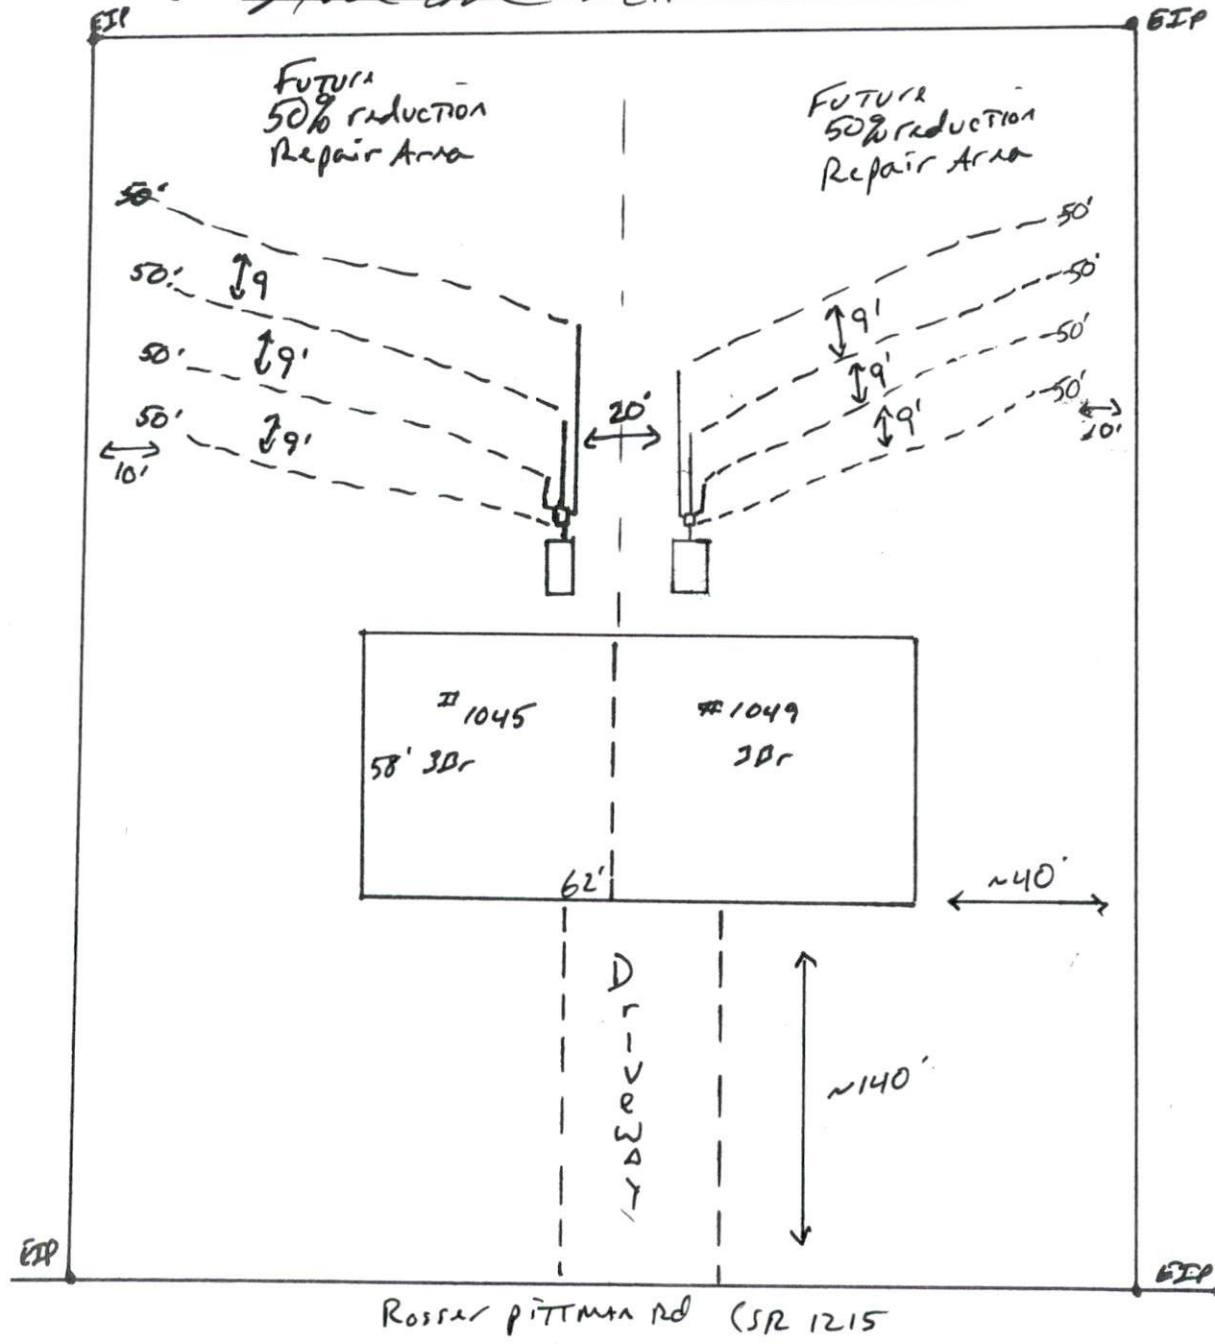 EIP
EIP
Future
50% reduction
Repair Area
Future
50% reduction
Repair Area
50'
50'
50'
50'
9
9'
9'
10'
20'
50'
50'
50'
50'
9'
9'
9'
10'
#1045
58' 3Br
#1049
3Br
62'
~40'
Driveway
~140'
EIP
EIP
Rosser Pittman Rd (SR 1215